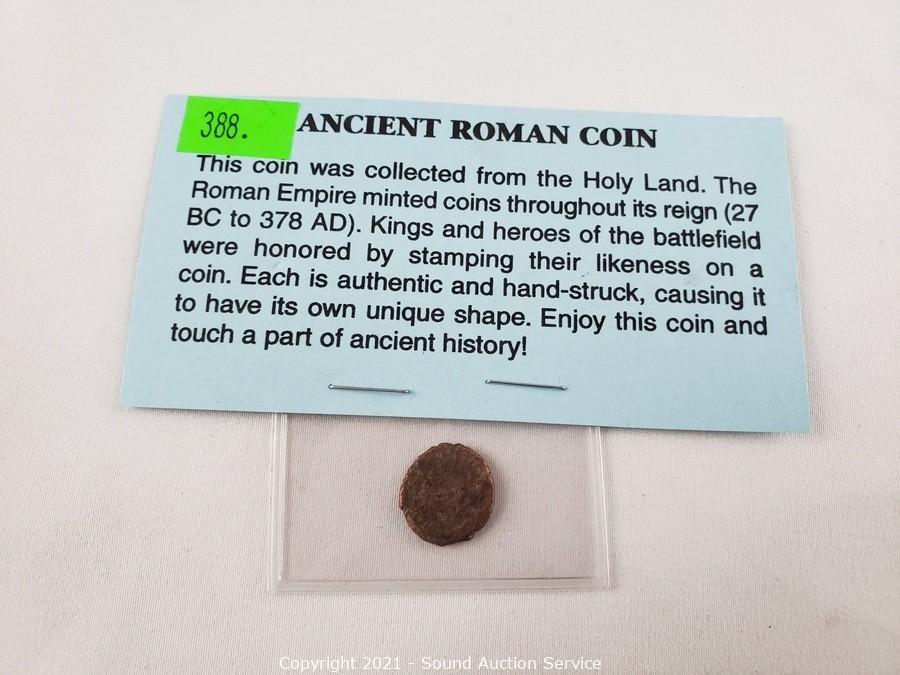 388.
ANCIENT ROMAN COIN
This coin was collected from the Holy Land. The
Roman Empire minted coins throughout its reign (27
BC to 378 AD). Kings and heroes of the battlefield
were honored by stamping their likeness on a
coin. Each is authentic and hand-struck, causing it
to have its own unique shape. Enjoy this coin and
touch a part of ancient history!
Copyright 2021 - Sound Auction Service